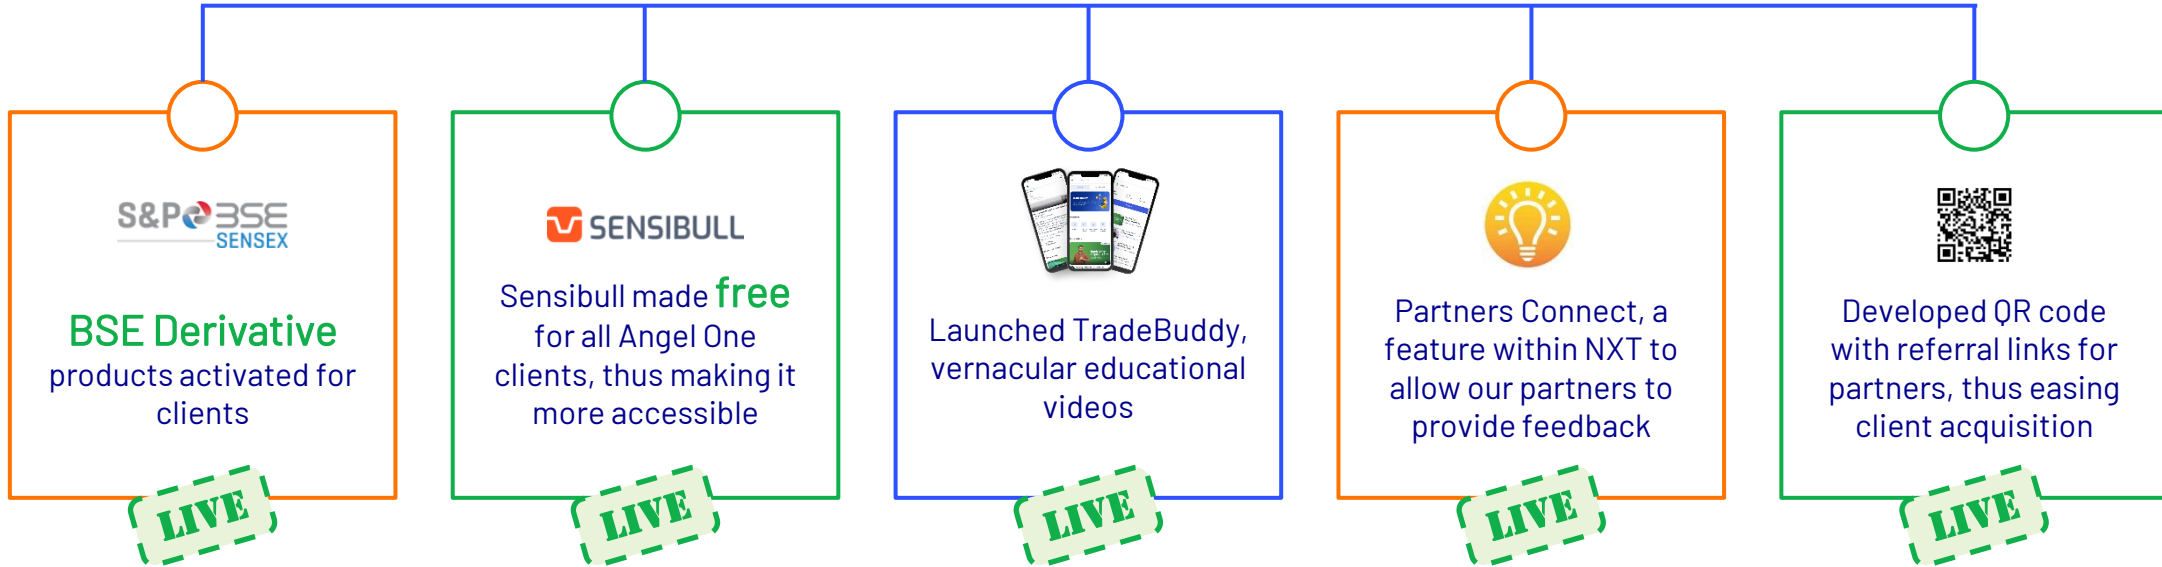 S&P BSE
SENSEX
BSE Derivative
products activated for
clients
LIVE
SENSIBULL
Sensibull made free
for all Angel One
clients, thus making it
more accessible
LIVE
Launched TradeBuddy,
vernacular educational
videos
LIVE
Partners Connect, a
feature within NXT to
allow our partners to
provide feedback
LIVE
Developed QR code
with referral links for
partners, thus easing
client acquisition
LIVE